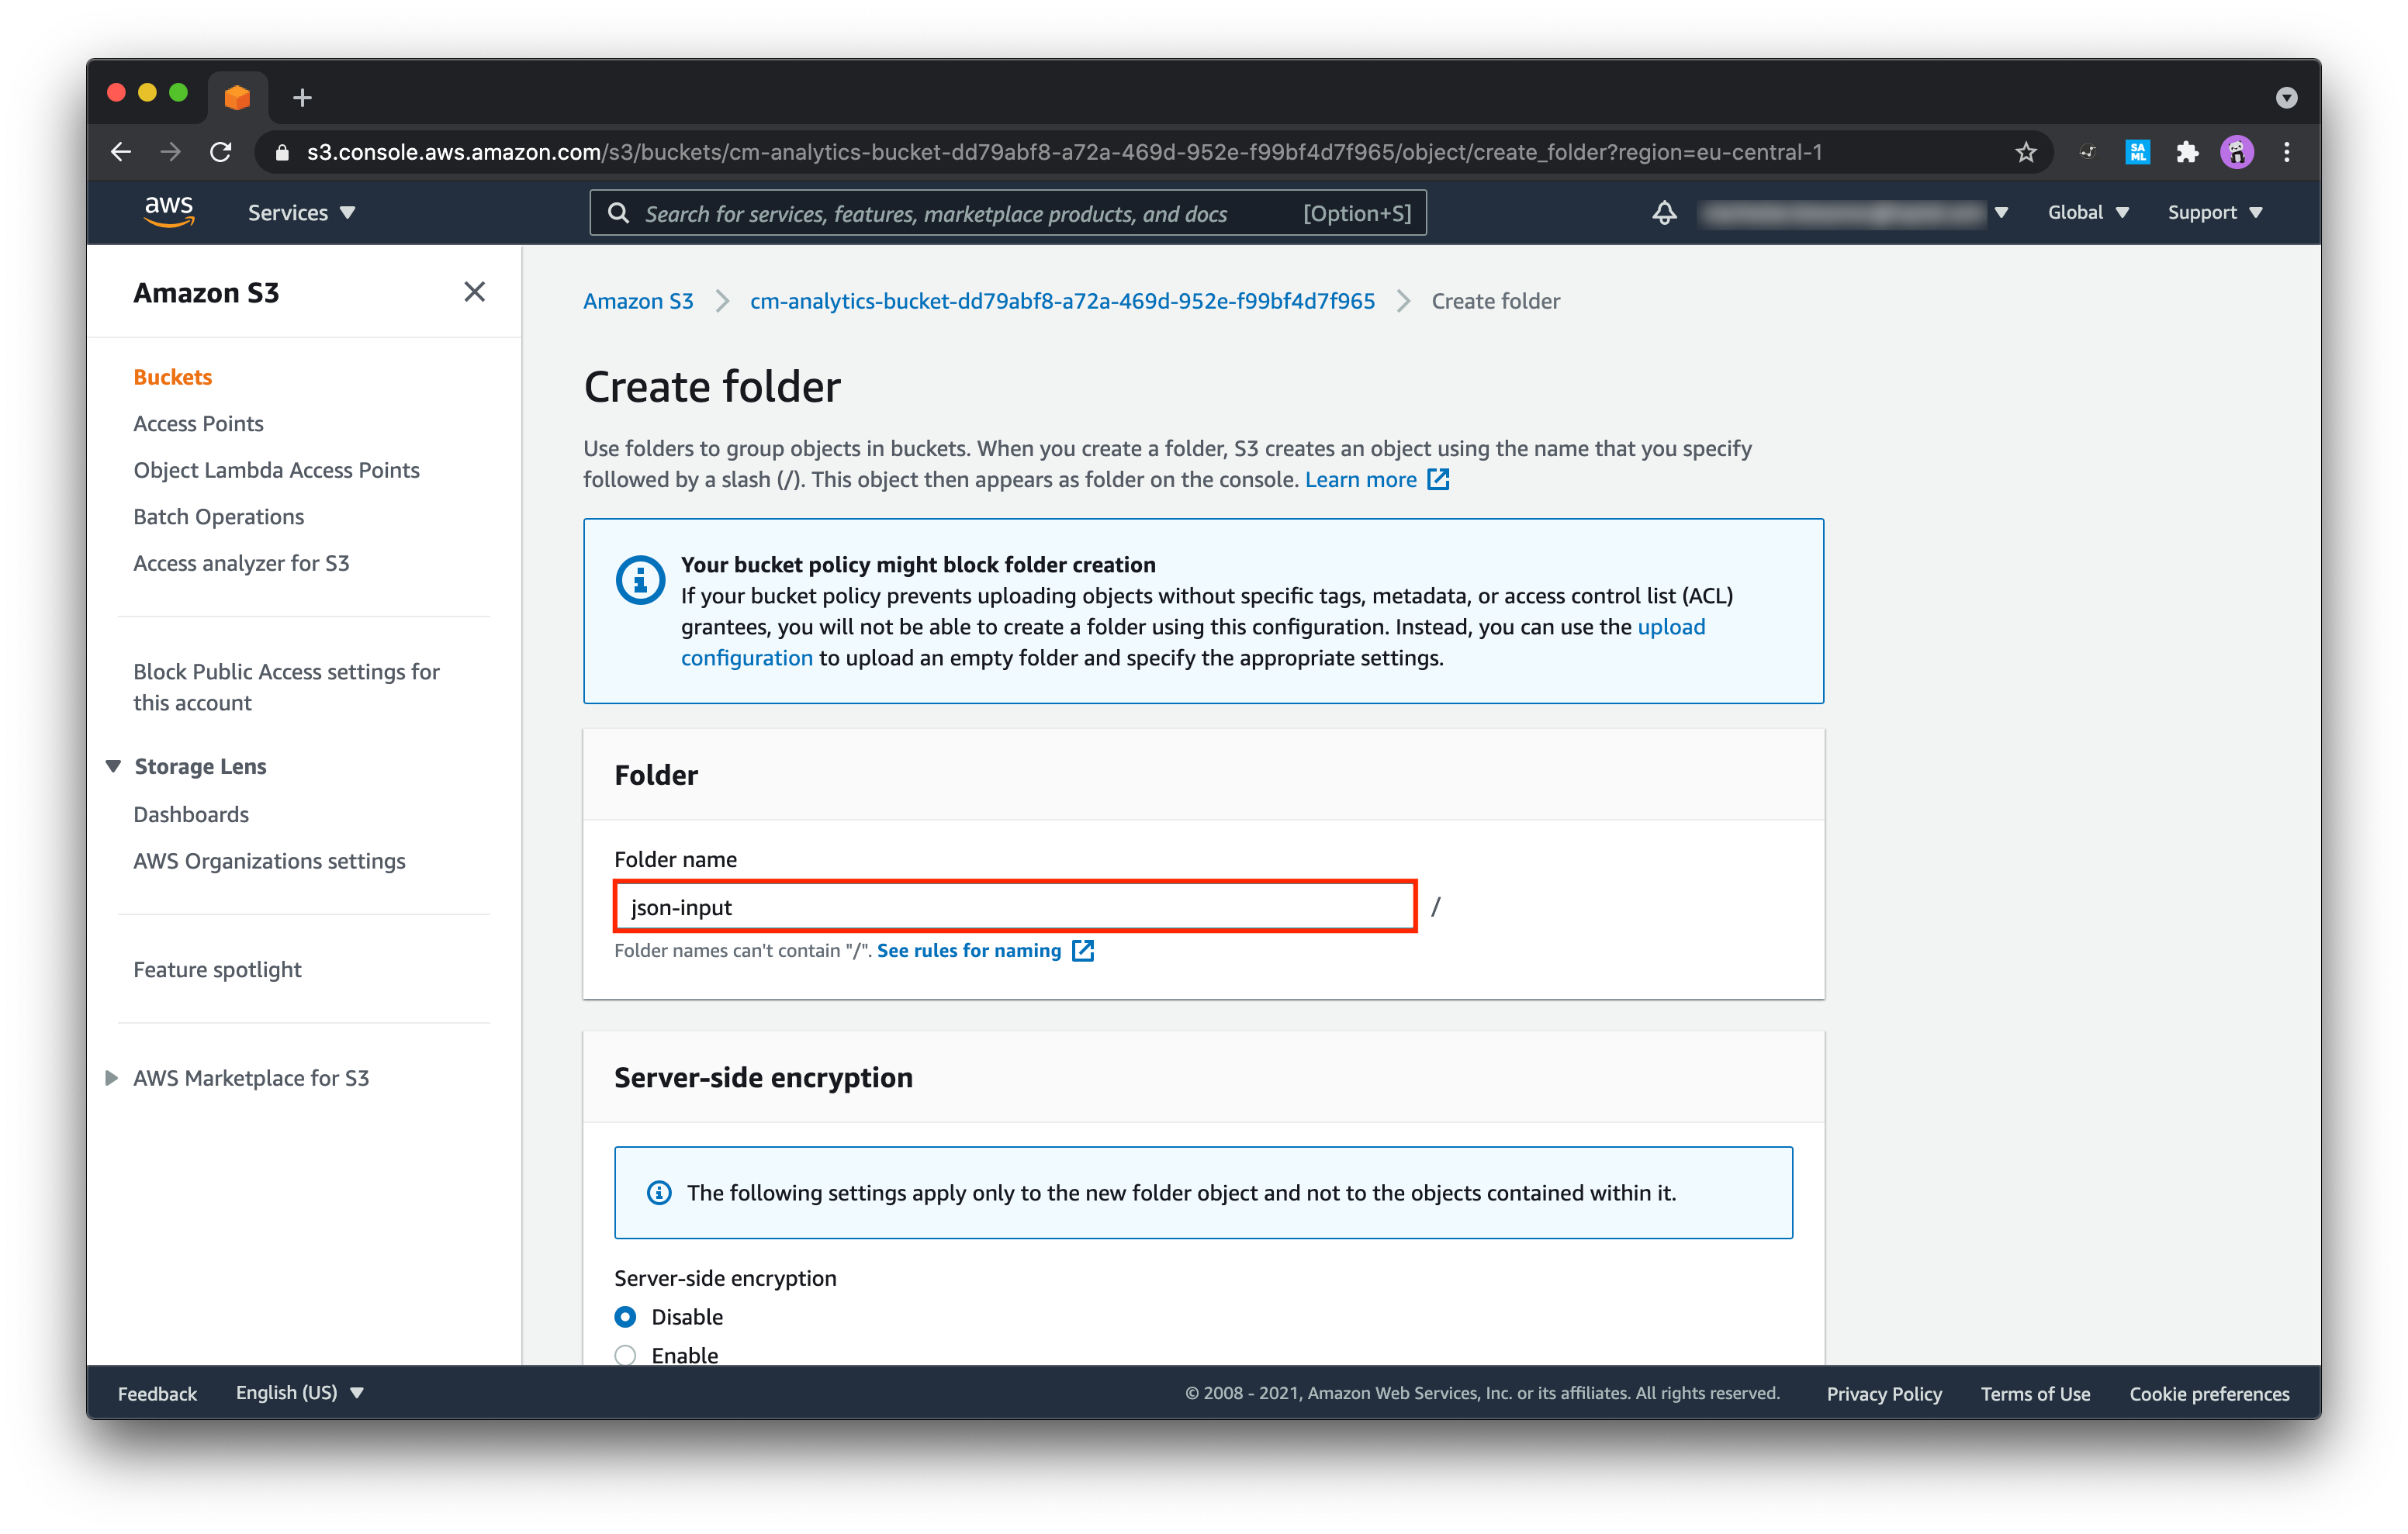 s3.console.aws.amazon.com/s3/buckets/cm-analytics-bucket-dd79abf8-a72a-469d-952e-f99bf4d7f965/object/create_folder?region=eu-central-1
SA
ML
aws
Services
Search for services, features, marketplace products, and docs
[Option+S]
Global
Support
Amazon S3
Buckets
Access Points
Object Lambda Access Points
Batch Operations
Access analyzer for S3
Block Public Access settings for
this account
Storage Lens
Dashboards
AWS Organizations settings
Feature spotlight
AWS Marketplace for S3
Amazon S3 > cm-analytics-bucket-dd79abf8-a72a-469d-952e-f99bf4d7f965 > Create folder
Create folder
Use folders to group objects in buckets. When you create a folder, S3 creates an object using the name that you specify
followed by a slash (/). This object then appears as folder on the console. Learn more
Your bucket policy might block folder creation
If your bucket policy prevents uploading objects without specific tags, metadata, or access control list (ACL)
grantees, you will not be able to create a folder using this configuration. Instead, you can use the upload
configuration to upload an empty folder and specify the appropriate settings.
Folder
Folder name
json-input /
Folder names can't contain "/". See rules for naming
Server-side encryption
The following settings apply only to the new folder object and not to the objects contained within it.
Server-side encryption
Disable
Enable
Feedback
English (US)
© 2008 - 2021, Amazon Web Services, Inc. or its affiliates. All rights reserved.
Privacy Policy
Terms of Use
Cookie preferences